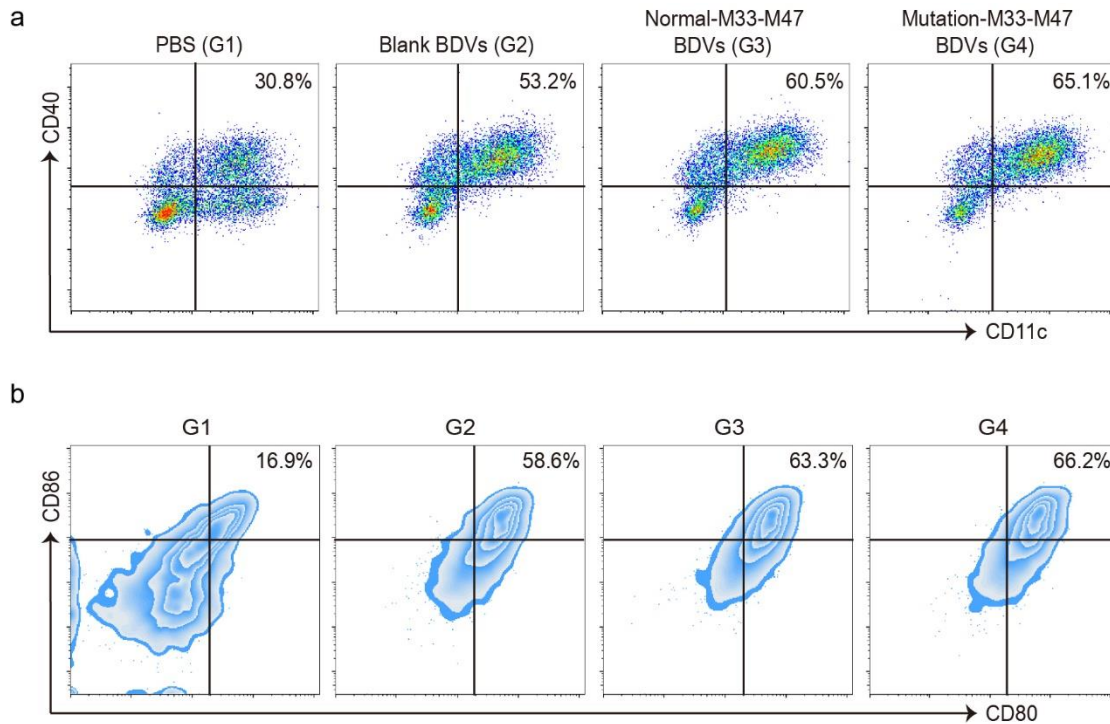 a
PBS (G1)
Blank BDVs (G2)
Normal-M33-M47
BDVs (G3)
Mutation-M33-M47
BDVs (G4)
CD40
30.8%
53.2%
60.5%
65.1%
CD11c
b
G1
G2
G3
G4
CD86
16.9%
58.6%
63.3%
66.2%
CD80